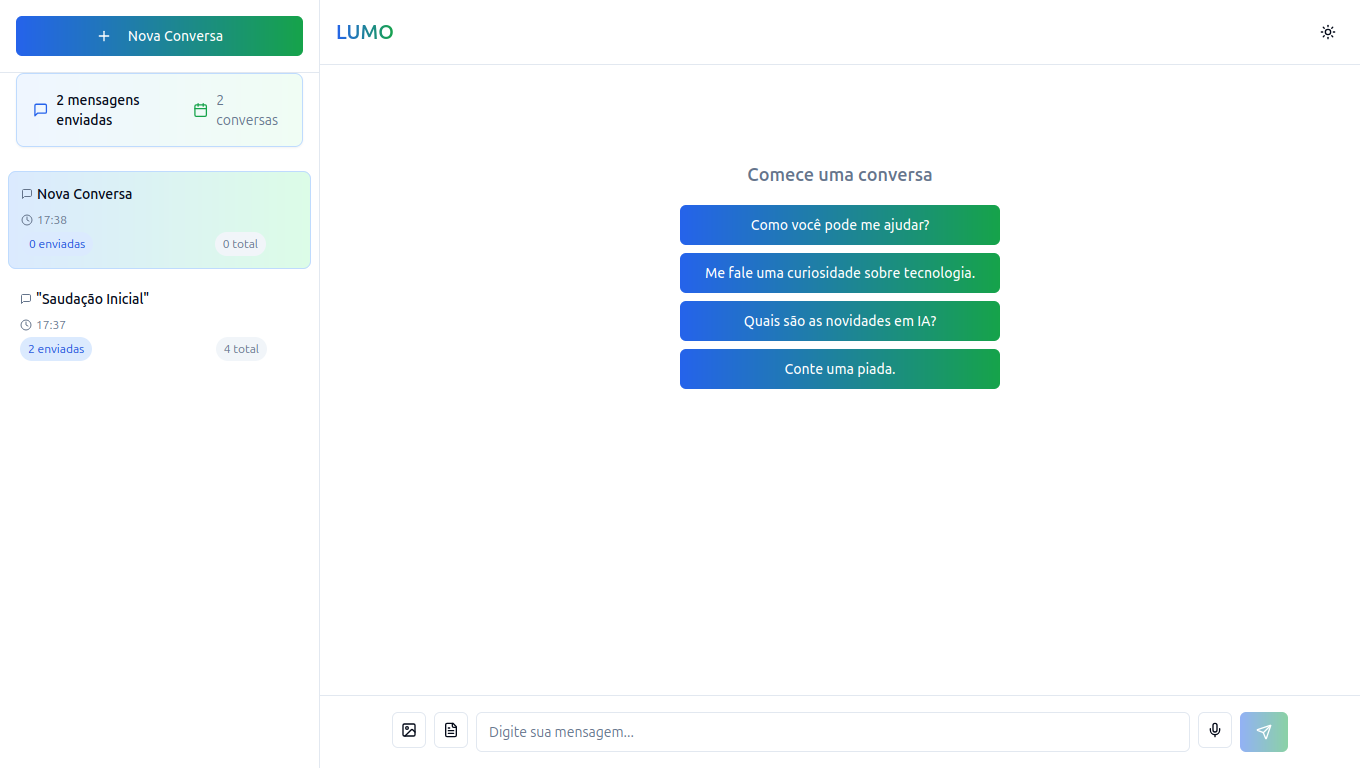 Nova Conversa
LUMO
2 mensagens
enviadas
2
conversas
Nova Conversa
17:38
0 enviadas
0 total
"Saudação Inicial"
17:37
2 enviadas
4 total
Comece uma conversa
Como você pode me ajudar?
Me fale uma curiosidade sobre tecnologia.
Quais são as novidades em IA?
Conte uma piada.
Digite sua mensagem...